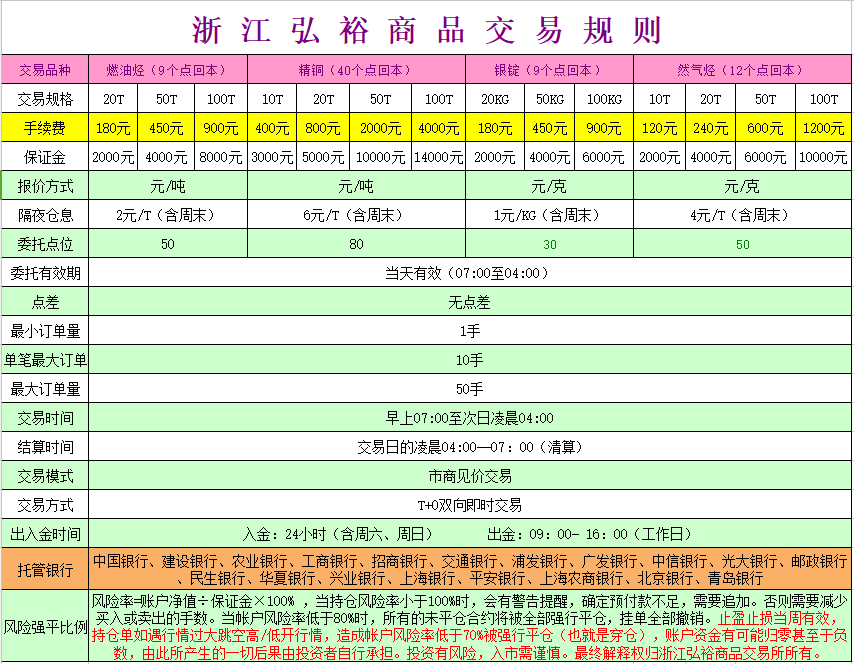 浙江弘裕商品交易规则
交易品种 燃油烃（9个点回本） 精铜（40个点回本） 银锭（9个点回本） 然气烃（12个点回本）
交易规格 20T 50T 100T 10T 20T 50T 100T 20KG 50KG 100KG 10T 20T 50T 100T
手续费 180元 450元 900元 400元 800元 2000元 4000元 180元 450元 900元 120元 240元 600元 1200元
保证金 2000元 4000元 8000元 3000元 5000元 10000元 14000元 2000元 4000元 6000元 2000元 4000元 6000元 10000元
报价方式 元/吨 元/吨 元/克 元/克
隔夜仓息 2元/T（含周末） 6元/T（含周末） 1元/KG（含周末） 4元/T（含周末）
委托点位 50 80 30 50
委托有效期 当天有效（07:00至04:00）
点差 无点差
最小订单量 1手
单笔最大订单 10手
最大订单量 50手
交易时间 早上07:00至次日凌晨04:00
结算时间 交易日的凌晨04:00—07：00（清算）
交易模式 市商见价交易
交易方式 T+0双向即时交易
出入金时间 入金：24小时（含周六、周日） 出金：09：00- 16：00（工作日）
托管银行 中国银行、建设银行、农业银行、工商银行、招商银行、交通银行、浦发银行、广发银行、中信银行、光大银行、邮政银行
、民生银行、华夏银行、兴业银行、上海银行、平安银行、上海农商银行、北京银行、青岛银行
风险强平比例 风险率=账户净值÷保证金×100% ，当持仓风险率小于100%时，会有警告提醒，确定预付款不足，需要追加。否则需要减少
买入或卖出的手数。当帐户风险率低于80%时，所有的未平仓合约将被全部强行平仓，挂单全部撤销。止盈止损当周有效，
持仓单如遇行情过大跳空高/低开行情，造成帐户风险率低于70%被强行平仓（也就是穿仓），账户资金有可能归零甚至于负
数，由此所产生的一切后果由投资者自行承担。投资有风险，入市需谨慎。最终解释权归浙江弘裕商品交易所所有。